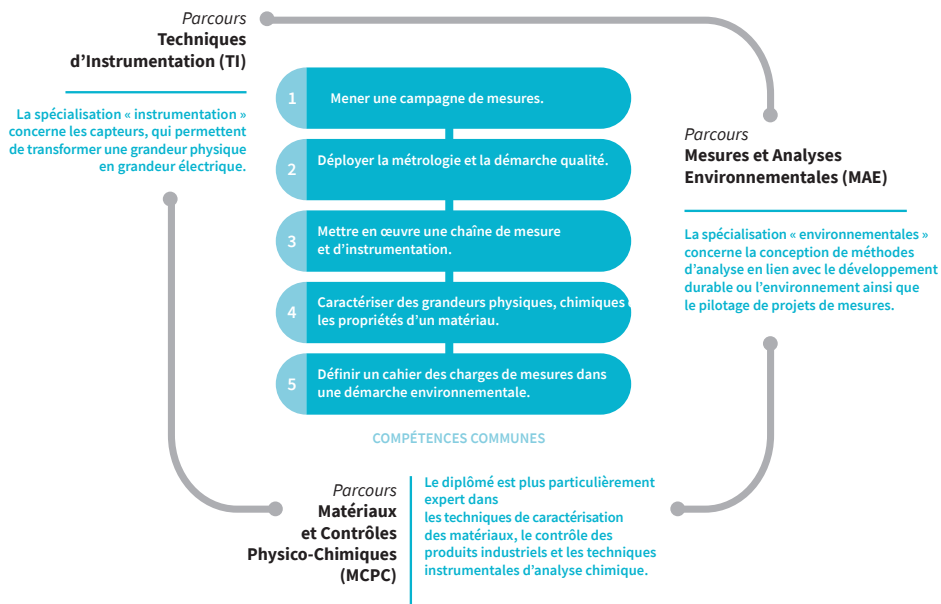 Parcours
Techniques
d’Instrumentation (TI)
La spécialisation « instrumentation »
concerne les capteurs, qui permettent
de transformer une grandeur physique
en grandeur électrique.
1
Mener une campagne de mesures.
2
Déployer la métrologie et la démarche qualité.
3
Mettre en œuvre une chaîne de mesure
et d’instrumentation.
4
Caractériser des grandeurs physiques, chimiques
les propriétés d’un matériau.
5
Définir un cahier des charges de mesures dans
une démarche environnementale.
COMPÉTENCES COMMUNES
Parcours
Mesures et Analyses
Environnementales (MAE)
La spécialisation « environnementales »
concerne la conception de méthodes
d’analyse en lien avec le développement
durable ou l’environnement ainsi que
le pilotage de projets de mesures.
Parcours
Matériaux
et Contrôles
Physico-Chimiques
(MCPC)
Le diplômé est plus particulièrement
expert dans
les techniques de caractérisation
des matériaux, le contrôle des
produits industriels et les techniques
instrumentales d’analyse chimique.